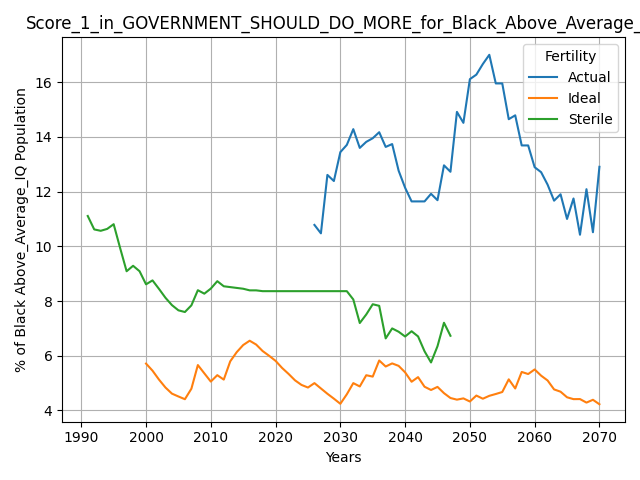 Score_1_in_GOVERNMENT_SHOULD_DO_MORE_for_Black_Above_Average_
Fertility
Actual
Ideal
Sterile
% of Black Above_Average_IQ Population
16
14
12
10
8
6
4
1990 2000 2010 2020 2030 2040 2050 2060 2070
Years